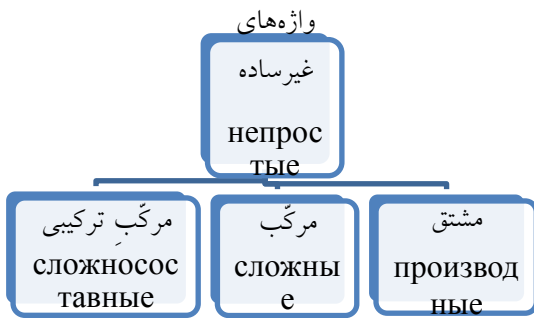 واژه‌های
غیرساده
непрос
тые
مرکّبِ ترکیبی
сложносос
тавные
مرکّب
сложны
е
مشتق
производ
ные